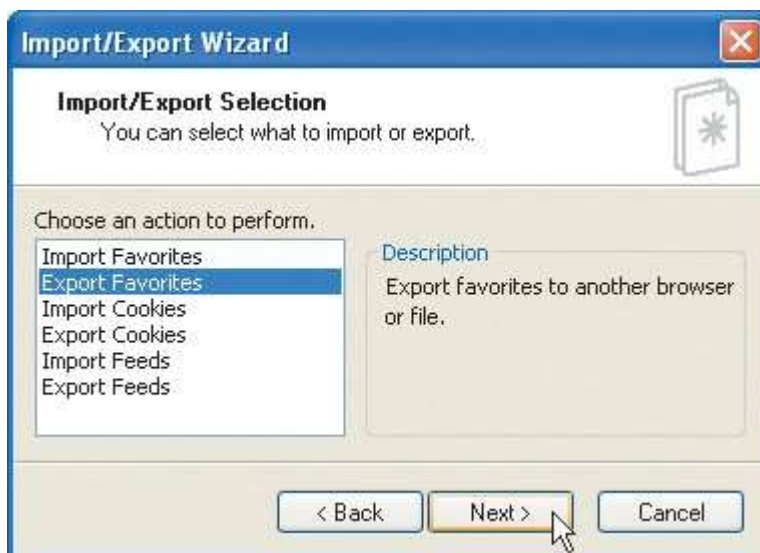 Import/Export Wizard
Import/Export Selection
You can select what to import or export.
Choose an action to perform.
Import Favorites
Export Favorites
Import Cookies
Export Cookies
Import Feeds
Export Feeds
Description
Export favorites to another browser
or file.
< Back
Next >
Cancel